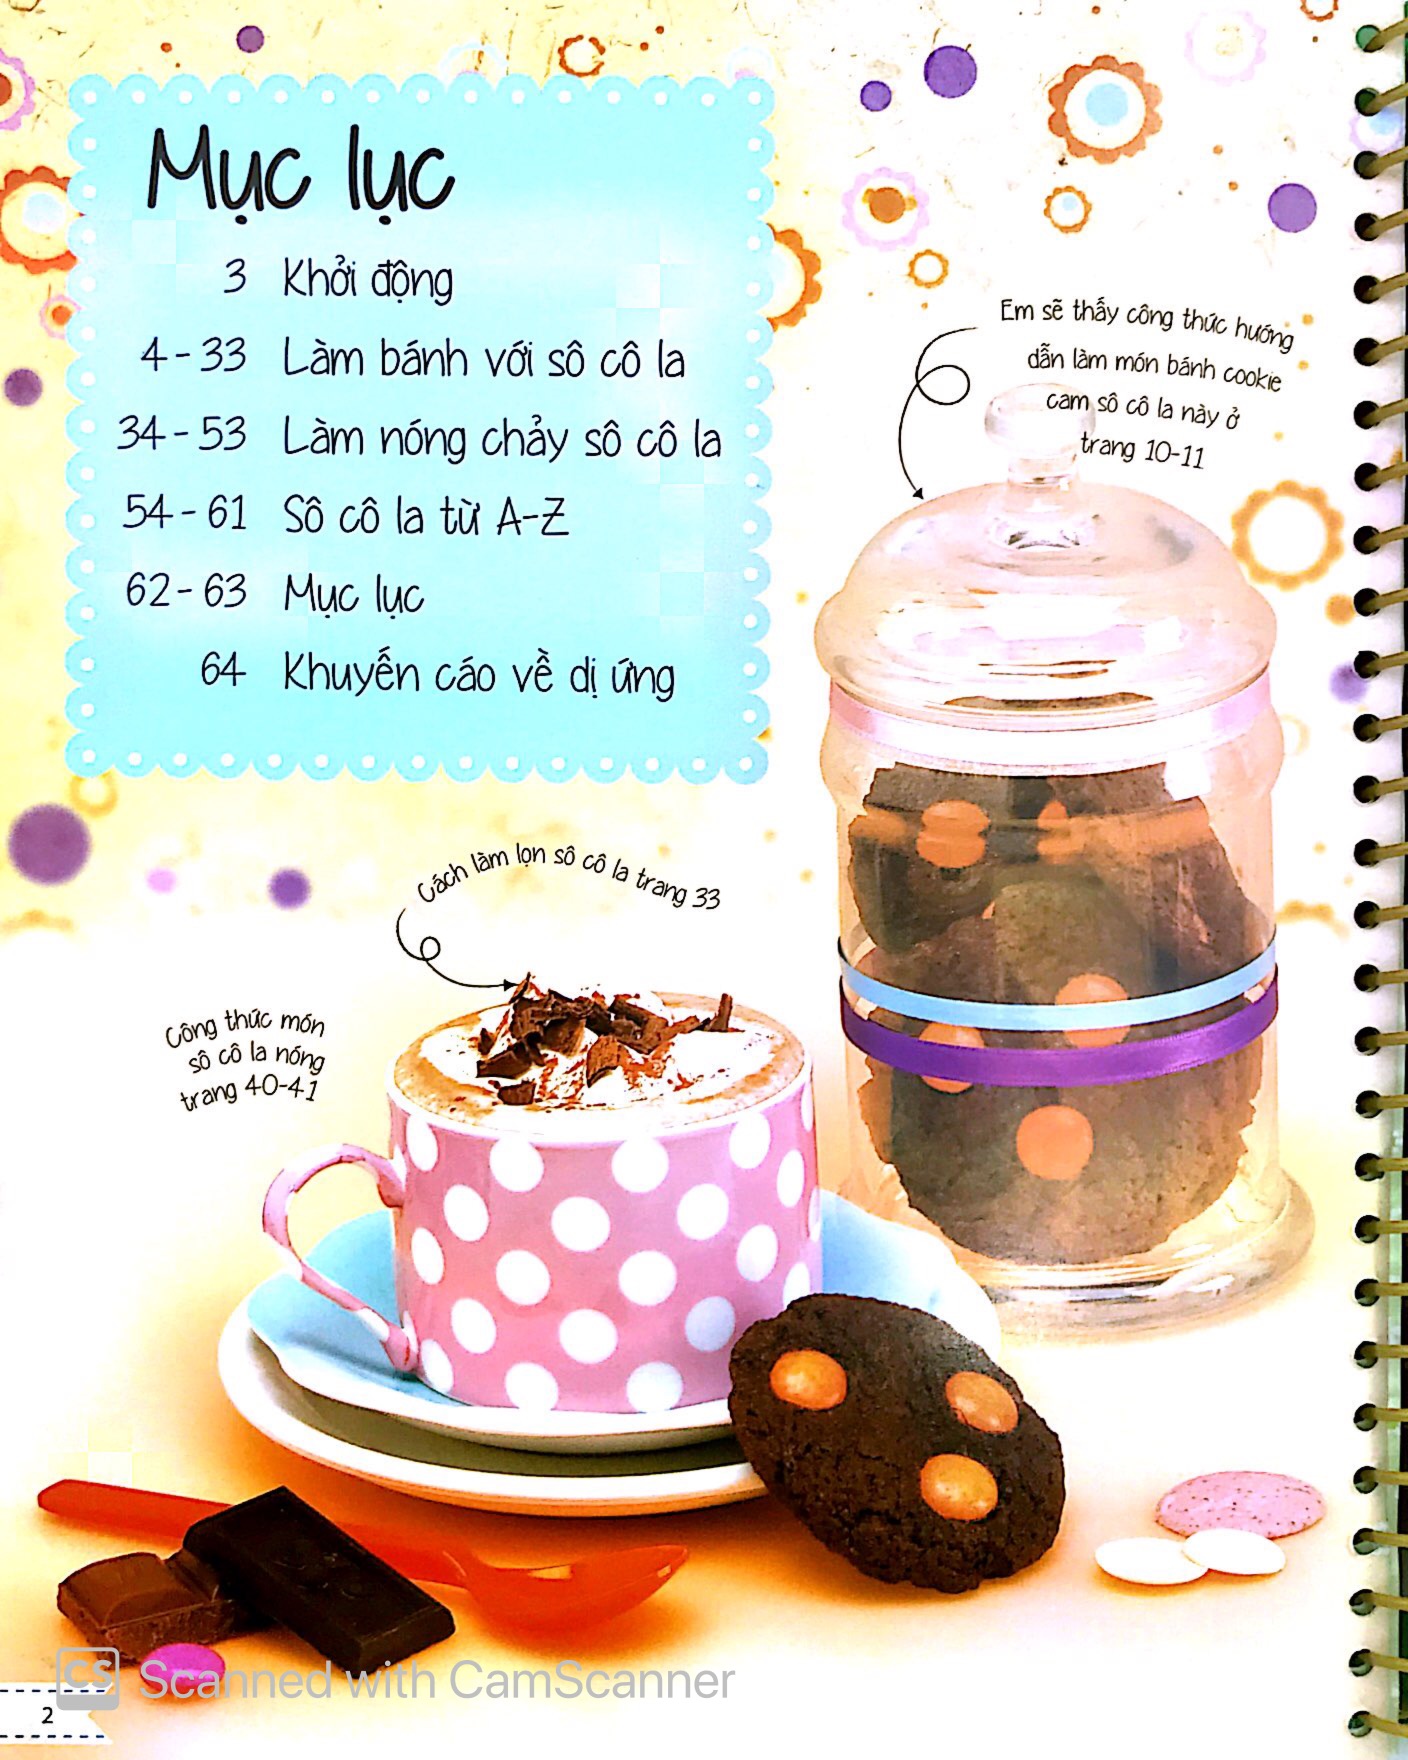 Mục lục
3 Khởi động
4-33 Làm bánh với sô cô la
34-53 Làm nóng chảy sô cô la
54-61 Sô cô la từ A-Z
62-63 Mục lục
64 Khuyến cáo về dị ứng
Em sẽ thấy công thức hướng
dẫn làm món bánh cookie
cam sô cô la này ở
trang 10-11
Cách làm lọn sô cô la trang 33
Công thức món
sô cô la nóng
trang 40-41
CS Scanned with CamScanner
2